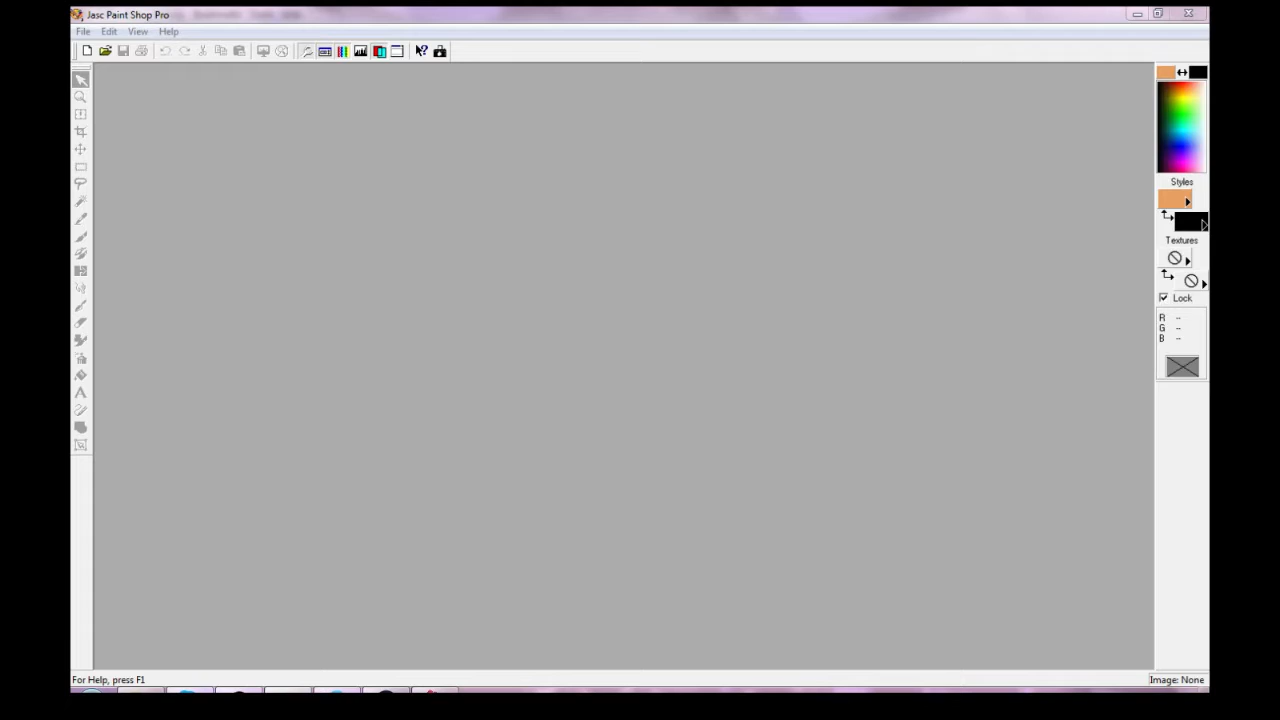 Jasc Paint Shop Pro
File Edit View Help
Styles
Textures
Lock
R --
G --
B --
For Help, press F1
Image: None